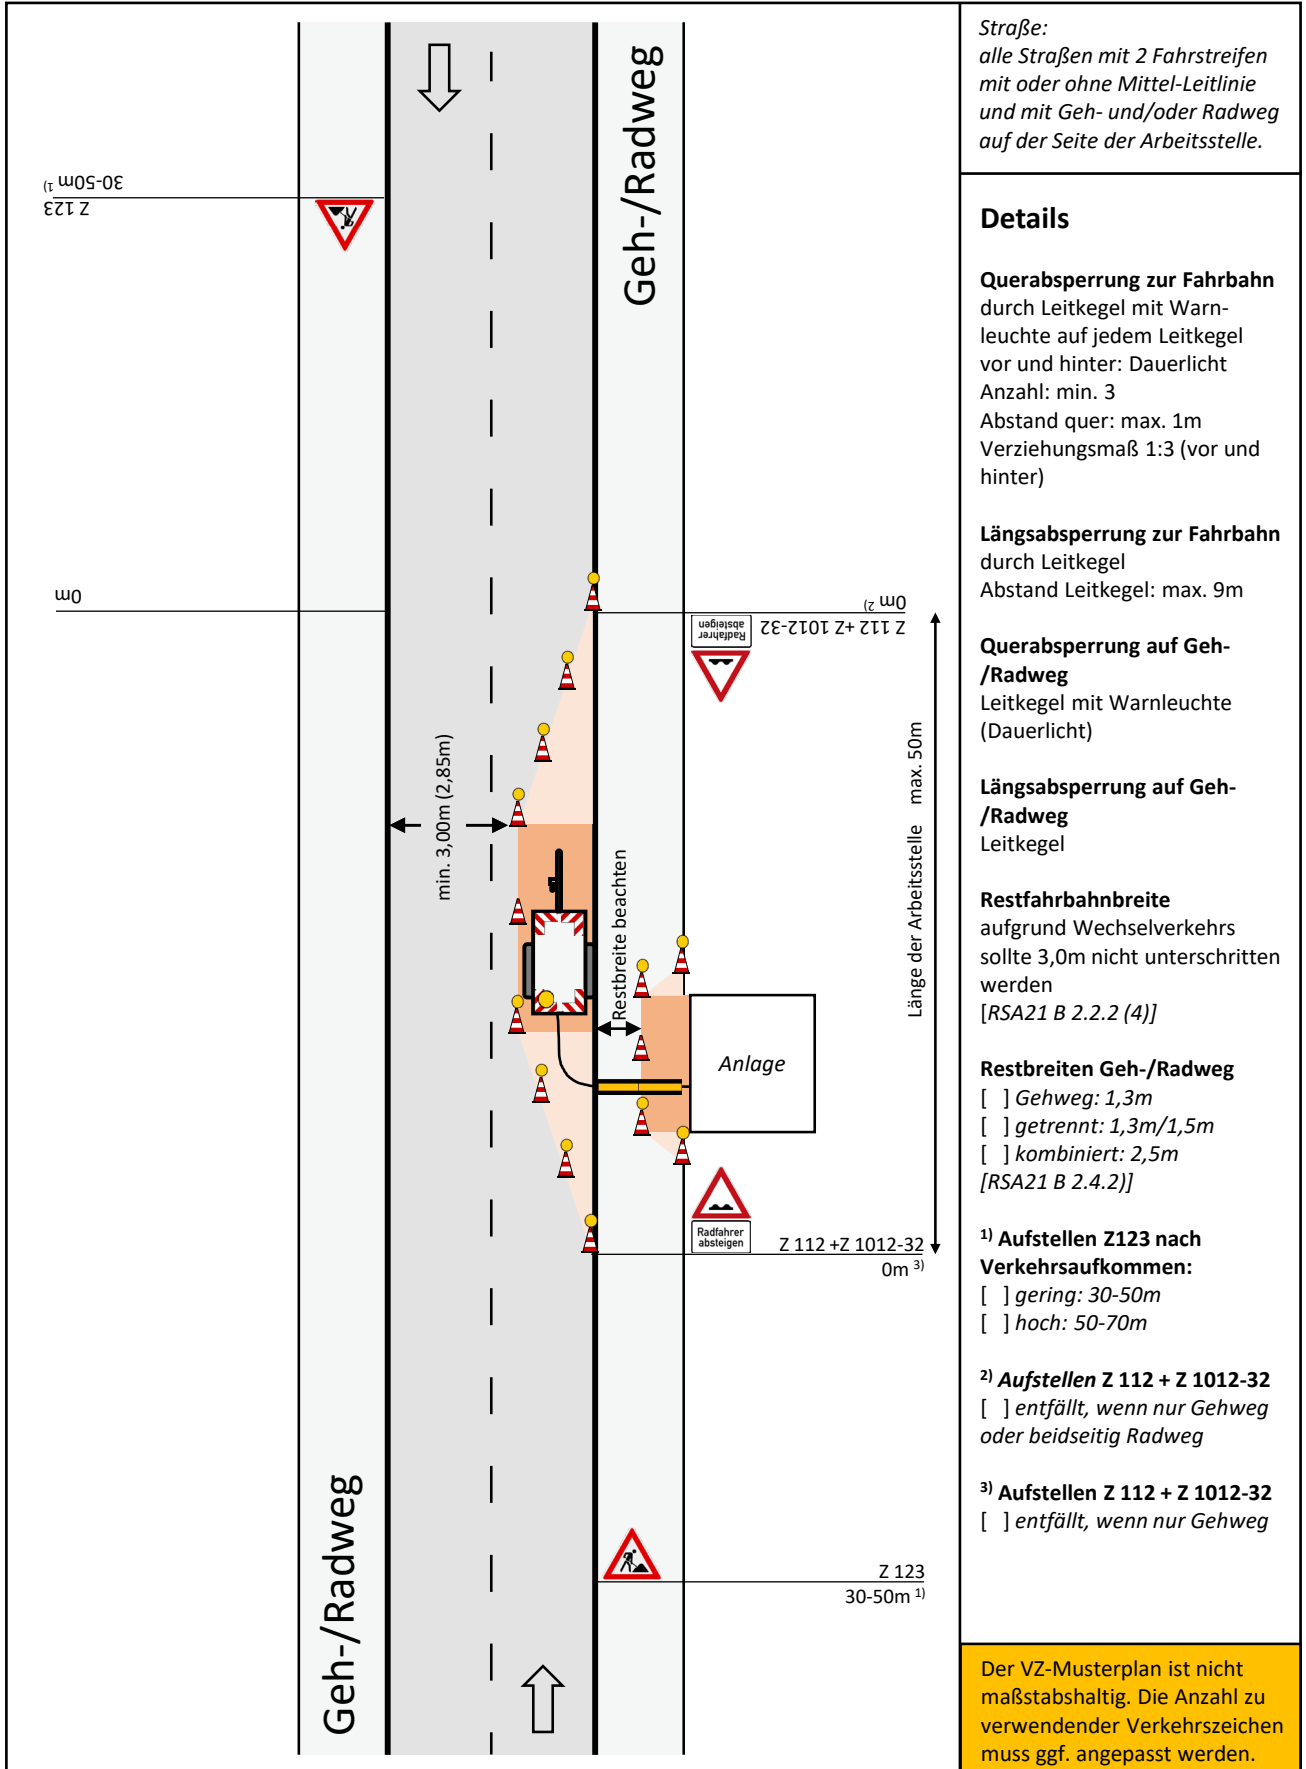 Geh-/Radweg
30-50m 1)
Z 123
0m
0m 2)
Z 112 +Z 1012-32
Radfahrer
absteigen
min. 3,00m (2,85m)
Restbreite beachten
Länge der Arbeitsstelle max. 50m
Anlage
Radfahrer
absteigen
Z 112 +Z 1012-32
0m 3)
Geh-/Radweg
Z 123
30-50m 1)
Straße:
alle Straßen mit 2 Fahrstreifen
mit oder ohne Mittel-Leitlinie
und mit Geh- und/oder Radweg
auf der Seite der Arbeitsstelle.
Details
Querabsperrung zur Fahrbahn
durch Leitkegel mit Warn-
leuchte auf jedem Leitkegel
vor und hinter: Dauerlicht
Anzahl: min. 3
Abstand quer: max. 1m
Verziehungsmaß 1:3 (vor und
hinter)
Längsabsperrung zur Fahrbahn
durch Leitkegel
Abstand Leitkegel: max. 9m
Querabsperrung auf Geh-
/Radweg
Leitkegel mit Warnleuchte
(Dauerlicht)
Längsabsperrung auf Geh-
/Radweg
Leitkegel
Restfahrbahnbreite
aufgrund Wechselverkehrs
sollte 3,0m nicht unterschritten
werden
[RSA21 B 2.2.2 (4)]
Restbreiten Geh-/Radweg
[ ] Gehweg: 1,3m
[ ] getrennt: 1,3m/1,5m
[ ] kombiniert: 2,5m
[RSA21 B 2.4.2)]
1) Aufstellen Z123 nach
Verkehrsaufkommen:
[ ] gering: 30-50m
[ ] hoch: 50-70m
2) Aufstellen Z 112 + Z 1012-32
[ ] entfällt, wenn nur Gehweg
oder beidseitig Radweg
3) Aufstellen Z 112 + Z 1012-32
[ ] entfällt, wenn nur Gehweg
Der VZ-Musterplan ist nicht
maßstabshaltig. Die Anzahl zu
verwendender Verkehrszeichen
muss ggf. angepasst werden.